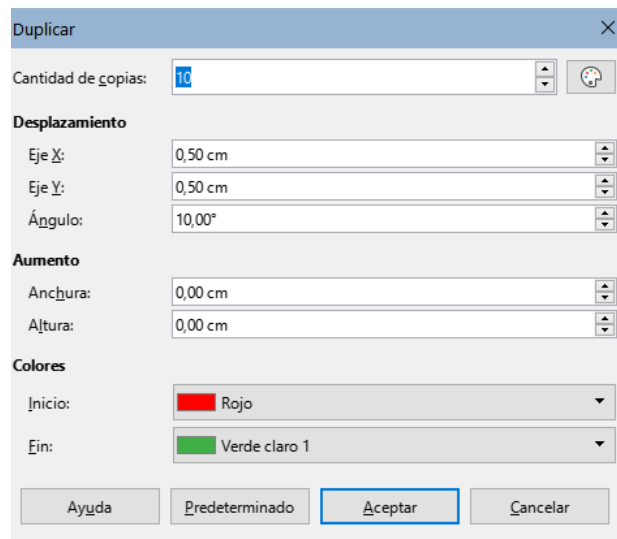 Duplicar
Cantidad de copias: 10
Desplazamiento
Eje X: 0,50 cm
Eje Y: 0,50 cm
Ángulo: 10,00°
Aumento
Anchura: 0,00 cm
Altura: 0,00 cm
Colores
Inicio: Rojo
Fin: Verde claro 1
Ayuda Predeterminado Aceptar Cancelar